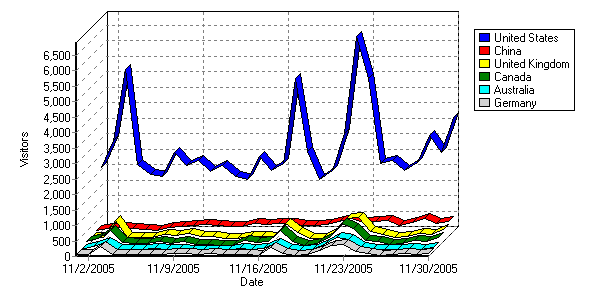 United States
China
United Kingdom
Canada
Australia
Germany
6,500
6,000
5,500
5,000
4,500
4,000
3,500
3,000
2,500
2,000
1,500
1,000
500
0
Visitors
11/2/2005 11/9/2005 11/16/2005 11/23/2005 11/30/2005
Date